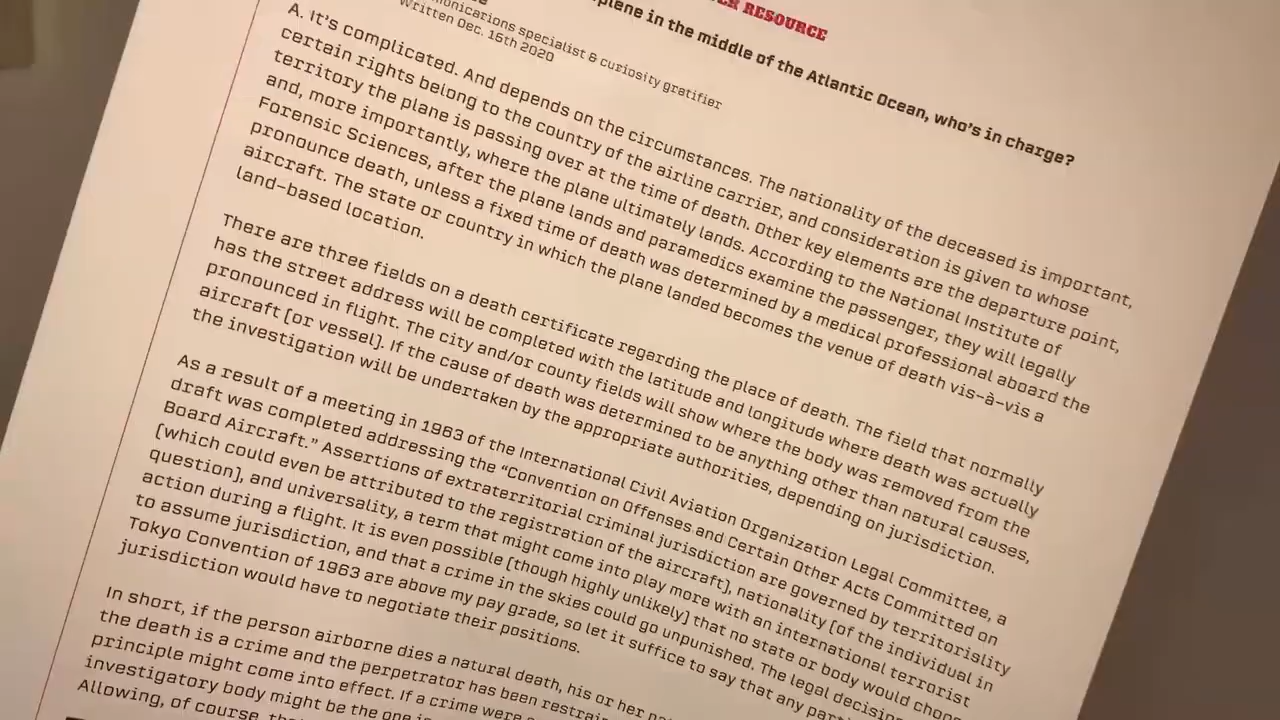 RESOURCE
plene in the middle of the Atlantic Ocean, who's in charge?
specialist & curiosity gratifier
Written Dec. 16th 2020
A. It's complicated. And depends on the circumstances. The nationality of the deceased is important,
certain rights belong to the country of the airline carrier, and consideration is given to whose
territory the plane is passing over at the time of death. Other key elements are the departure point,
and, more importantly, where the plane ultimately lands. According to the National Institute of
Forensic Sciences, after the plane lands and paramedics examine the passenger, they will legally
pronounce death, unless a fixed time of death was determined by a medical professional aboard the
aircraft. The state or country in which the plane landed becomes the venue of death vis-à-vis a
land-based location.
There are three fields on a death certificate regarding the place of death. The field that normally
has the street address will be completed with the latitude and longitude where death was actually
pronounced in flight. The city and/or county fields will show where the body was removed from the
aircraft [or vessel]. If the cause of death was determined to be anything other than natural causes,
the investigation will be undertaken by the appropriate authorities, depending on jurisdiction.
As a result of a meeting in 1963 of the International Civil Aviation Organization Legal Committee, a
draft was completed addressing the "Convention on Offenses and Certain Other Acts Committed on
Board Aircraft." Assertions of extraterritorial criminal jurisdiction are governed by territorislity
[which could even be attributed to the registration of the aircraft], nationality [of the individual in
question], and universality, a term that might come into play more with an international terrorist
action during a flight. It is even possible [though highly unlikely] that no state or body would
to assume jurisdiction, and that a crime in the skies could go unpunished. The legal
Tokyo Convention of 1963 are above my pay grade, so let it suffice to say that any
jurisdiction would have to negotiate their positions.
In short, if the person airborne dies a natural death, his or her
the death is a crime and the perpetrator has been
principle might come into effect. If a crime were
investigatory body might be the one
Allowing, of course,